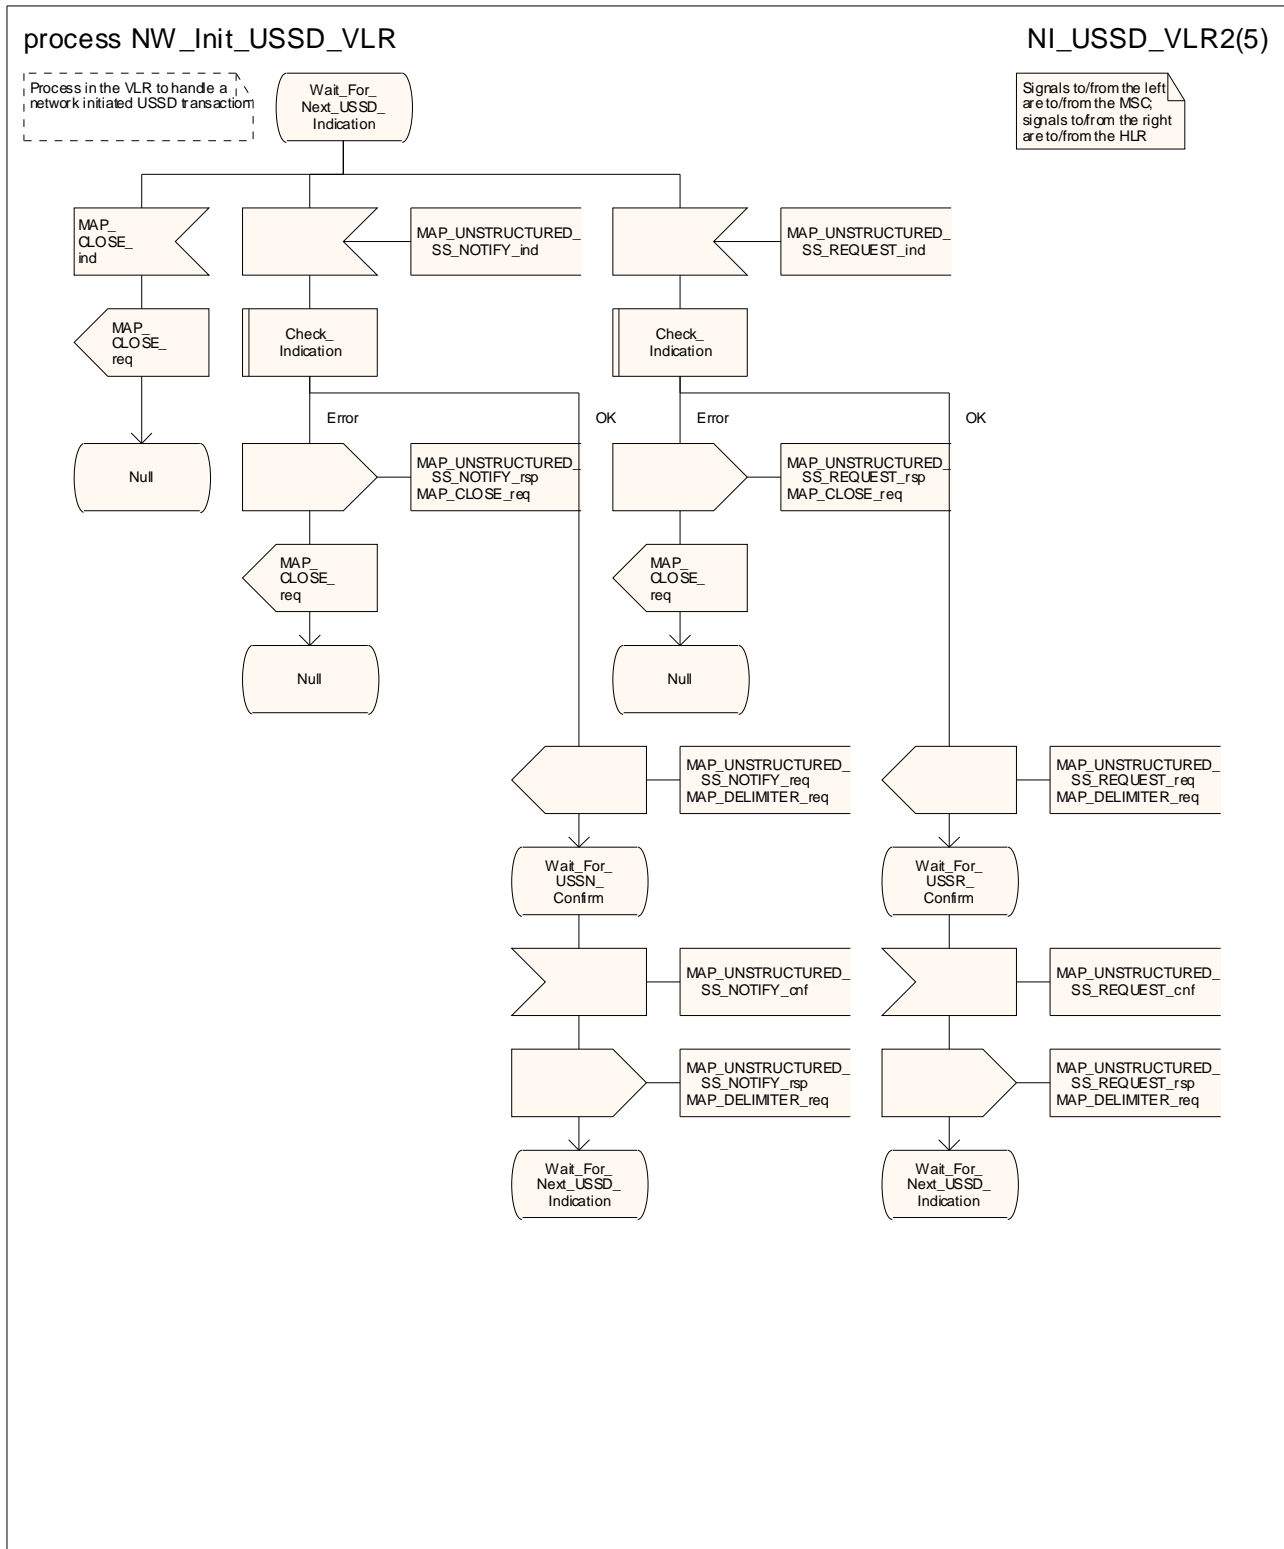 process NW_Init_USSD_VLR
NI_USSD_VLR2(5)
Process in the VLR to handle a
network initiated USSD transaction
Wait_For_
Next_USSD_
Indication
Signals to/from the left
are to/from the MSC;
signals to/from the right
are to/from the HLR
MAP_
CLOSE_
ind
MAP_UNSTRUCTURED_
SS_NOTIFY_ind
MAP_UNSTRUCTURED_
SS_REQUEST_ind
MAP_
CLOSE_
req
Check_
Indication
Check_
Indication
Error
OK
Error
OK
Null
MAP_UNSTRUCTURED_
SS_NOTIFY_rsp
MAP_CLOSE_req
MAP_UNSTRUCTURED_
SS_REQUEST_rsp
MAP_CLOSE_req
MAP_
CLOSE_
req
MAP_
CLOSE_
req
Null
Null
MAP_UNSTRUCTURED_
SS_NOTIFY_req
MAP_DELIMITER_req
MAP_UNSTRUCTURED_
SS_REQUEST_req
MAP_DELIMITER_req
Wait_For_
USSN_
Confirm
Wait_For_
USSR_
Confirm
MAP_UNSTRUCTURED_
SS_NOTIFY_cnf
MAP_UNSTRUCTURED_
SS_REQUEST_cnf
MAP_UNSTRUCTURED_
SS_NOTIFY_rsp
MAP_DELIMITER_req
MAP_UNSTRUCTURED_
SS_REQUEST_rsp
MAP_DELIMITER_req
Wait_For_
Next_USSD_
Indication
Wait_For_
Next_USSD_
Indication